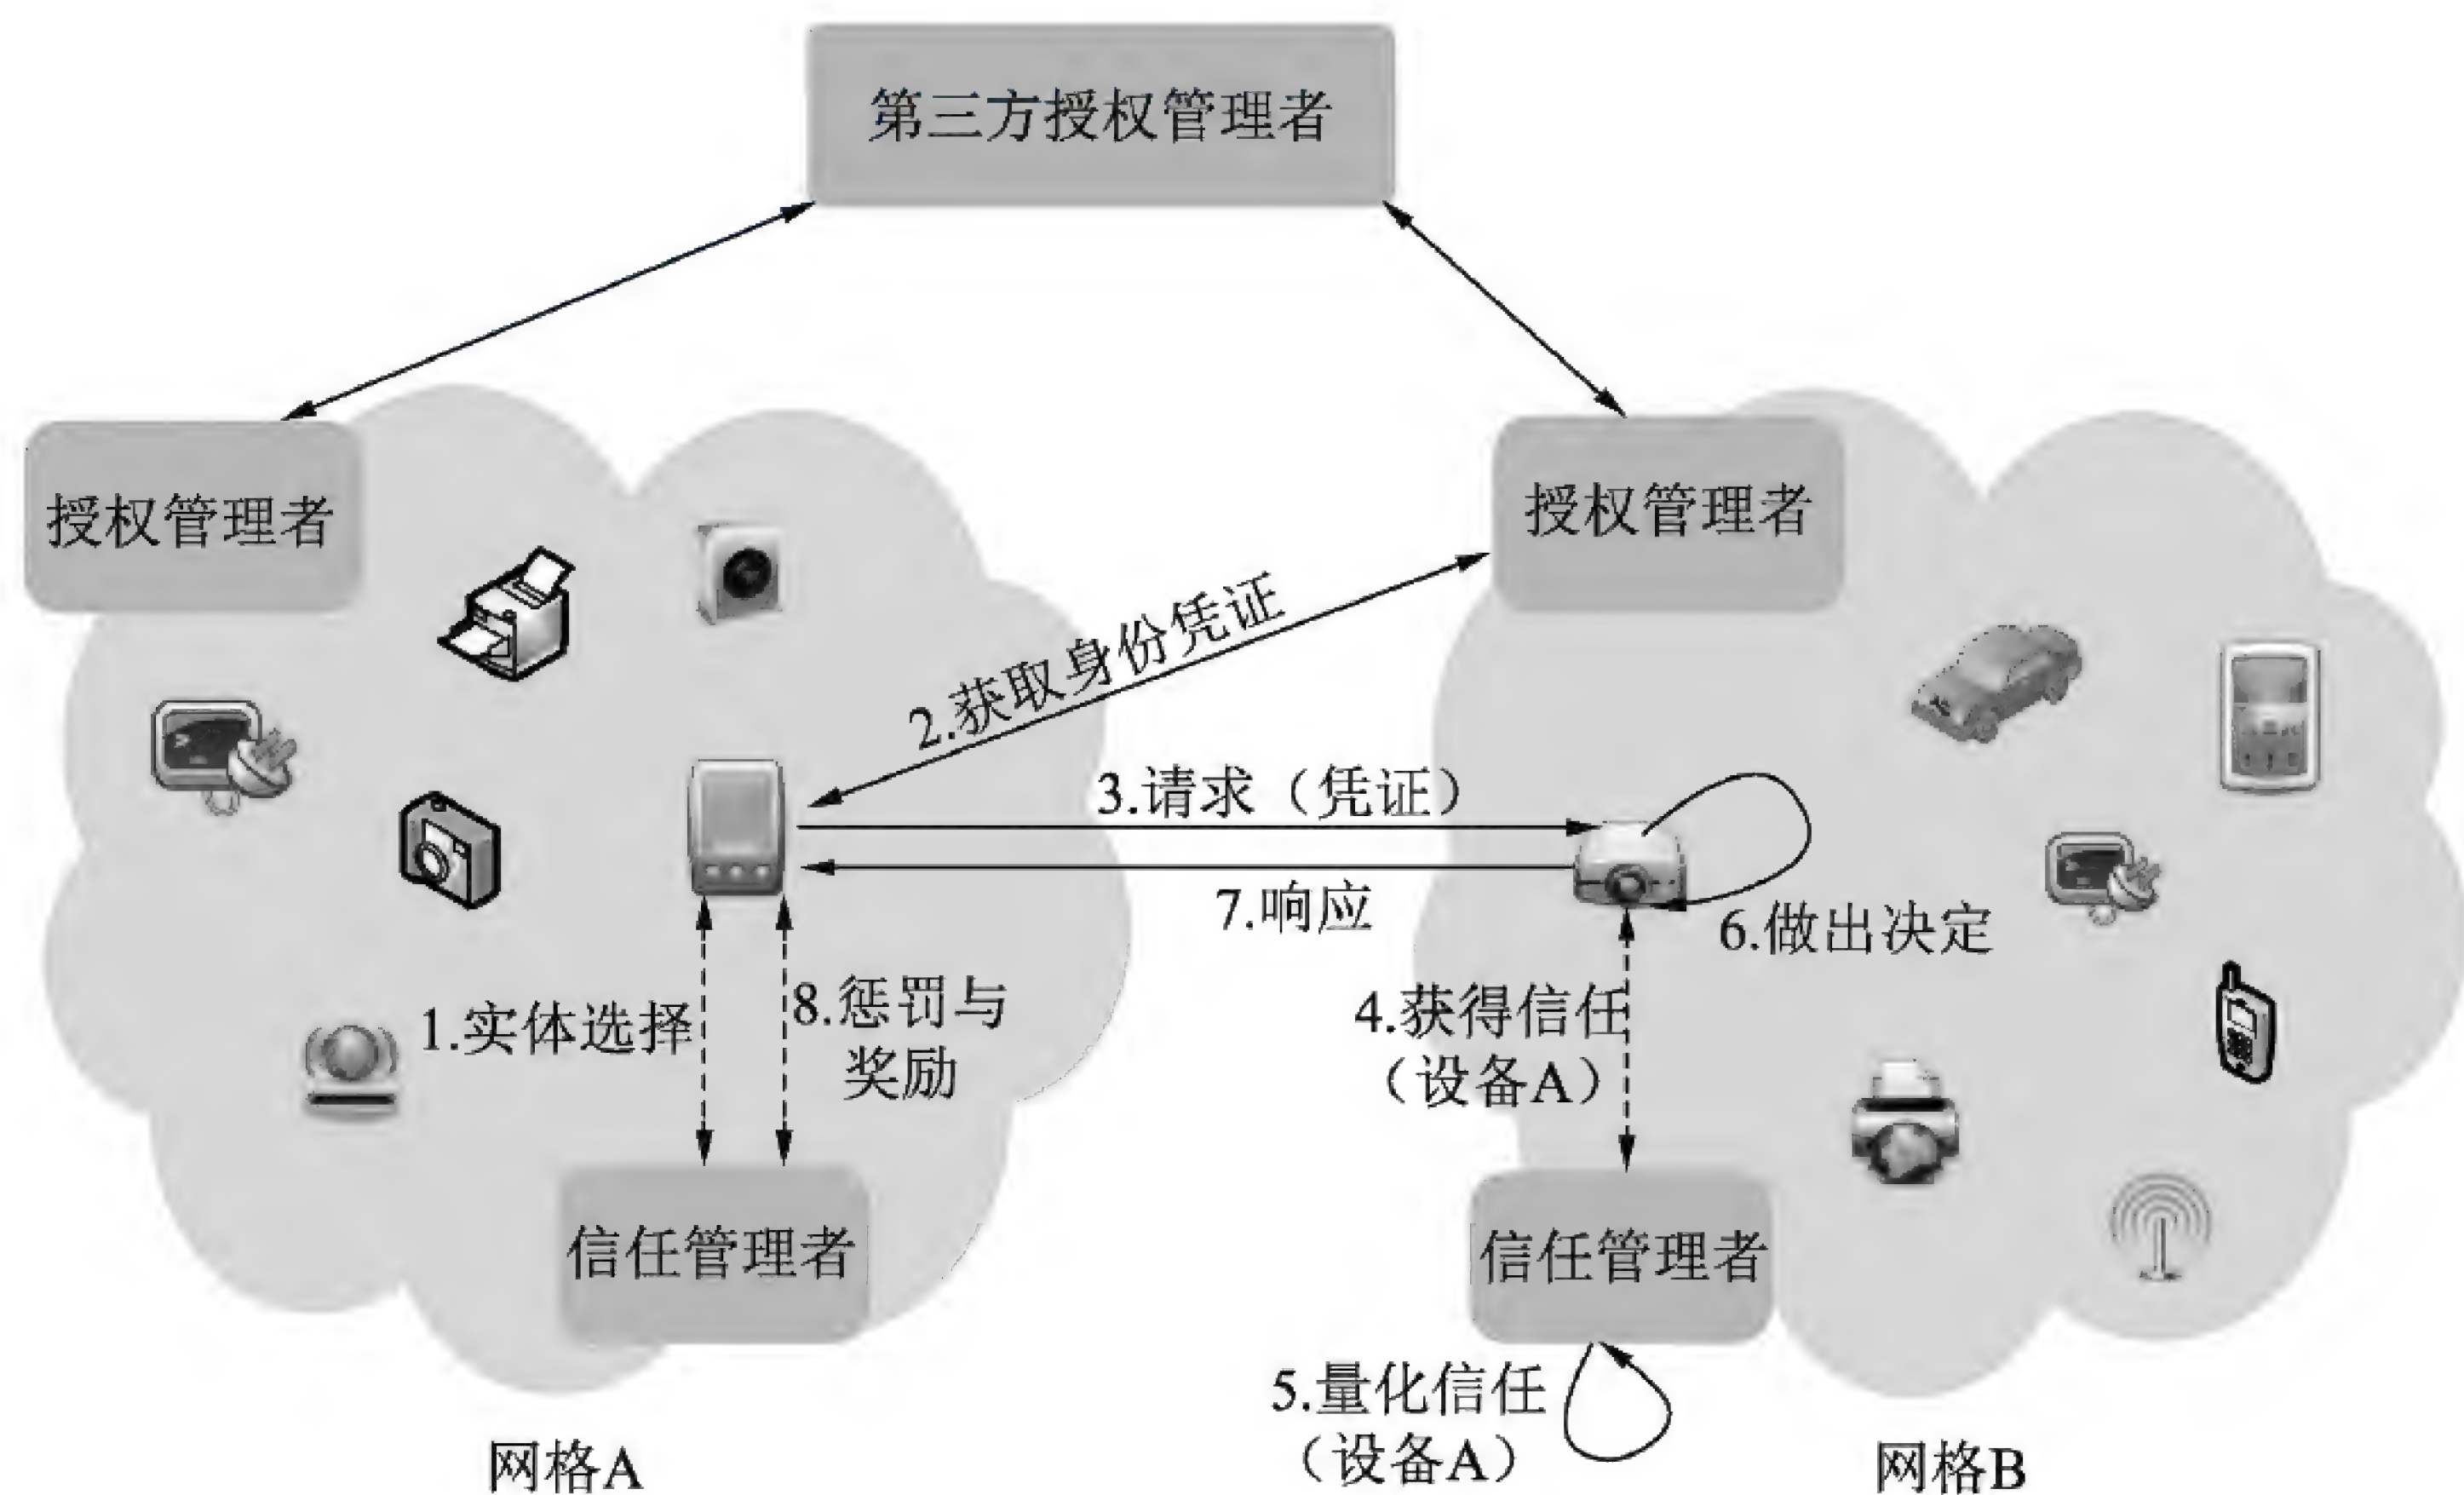 第三方授权管理者
授权管理者
授权管理者
2.获取身份凭证
3.请求（凭证）
7.响应
6.做出决定
1.实体选择
8.惩罚与
奖励
4.获得信任
（设备A）
信任管理者
信任管理者
5.量化信任
（设备A）
网格A
网格B